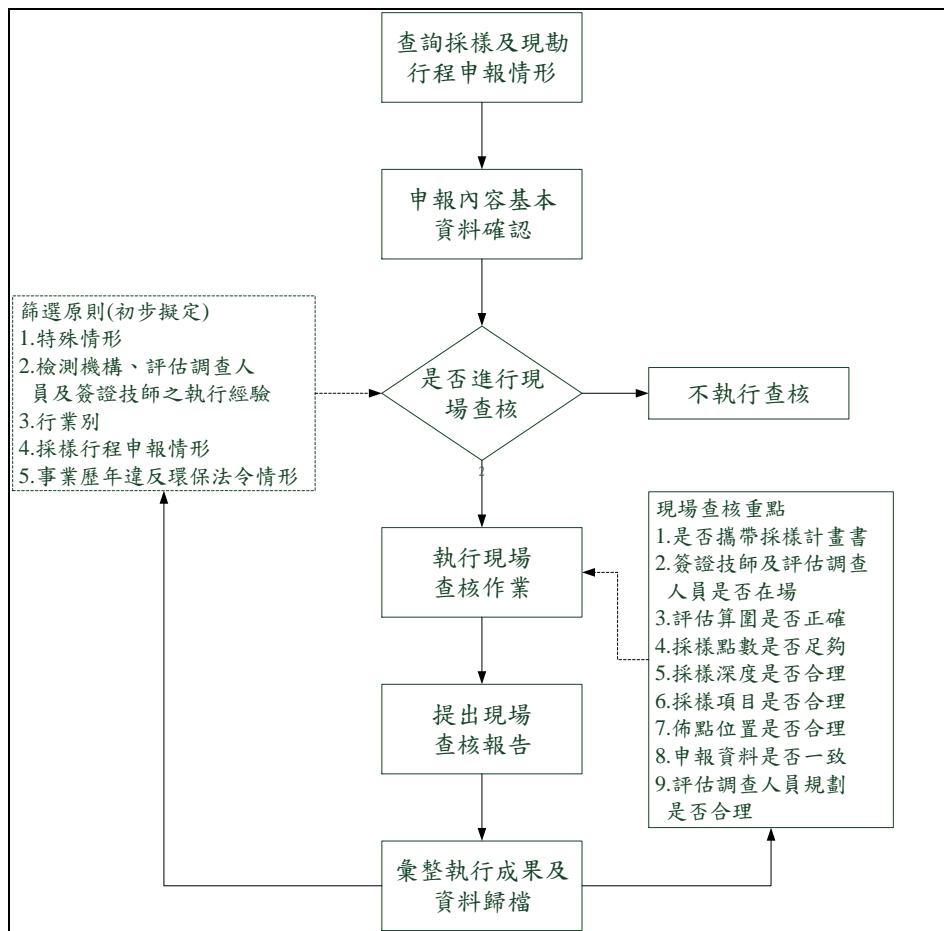 查詢採樣及現勘
行程申報情形
申報內容基本
資料確認
篩選原則(初步擬定)
1.特殊情形
2.檢測機構、評估調查人
員及簽證技師之執行經驗
3.行業別
4.採樣行程申報情形
5.事業歷年違反環保法令情形
是否進行現
場查核
不執行查核
2
執行現場
查核作業
現場查核重點
1.是否攜帶採樣計畫書
2.簽證技師及評估調查
人員是否在場
3.評估算圍是否正確
4.採樣點數是否足夠
5.採樣深度是否合理
6.採樣項目是否合理
7.佈點位置是否合理
8.申報資料是否一致
9.評估調查人員規劃
是否合理
提出現場
查核報告
彙整執行成果及
資料歸檔